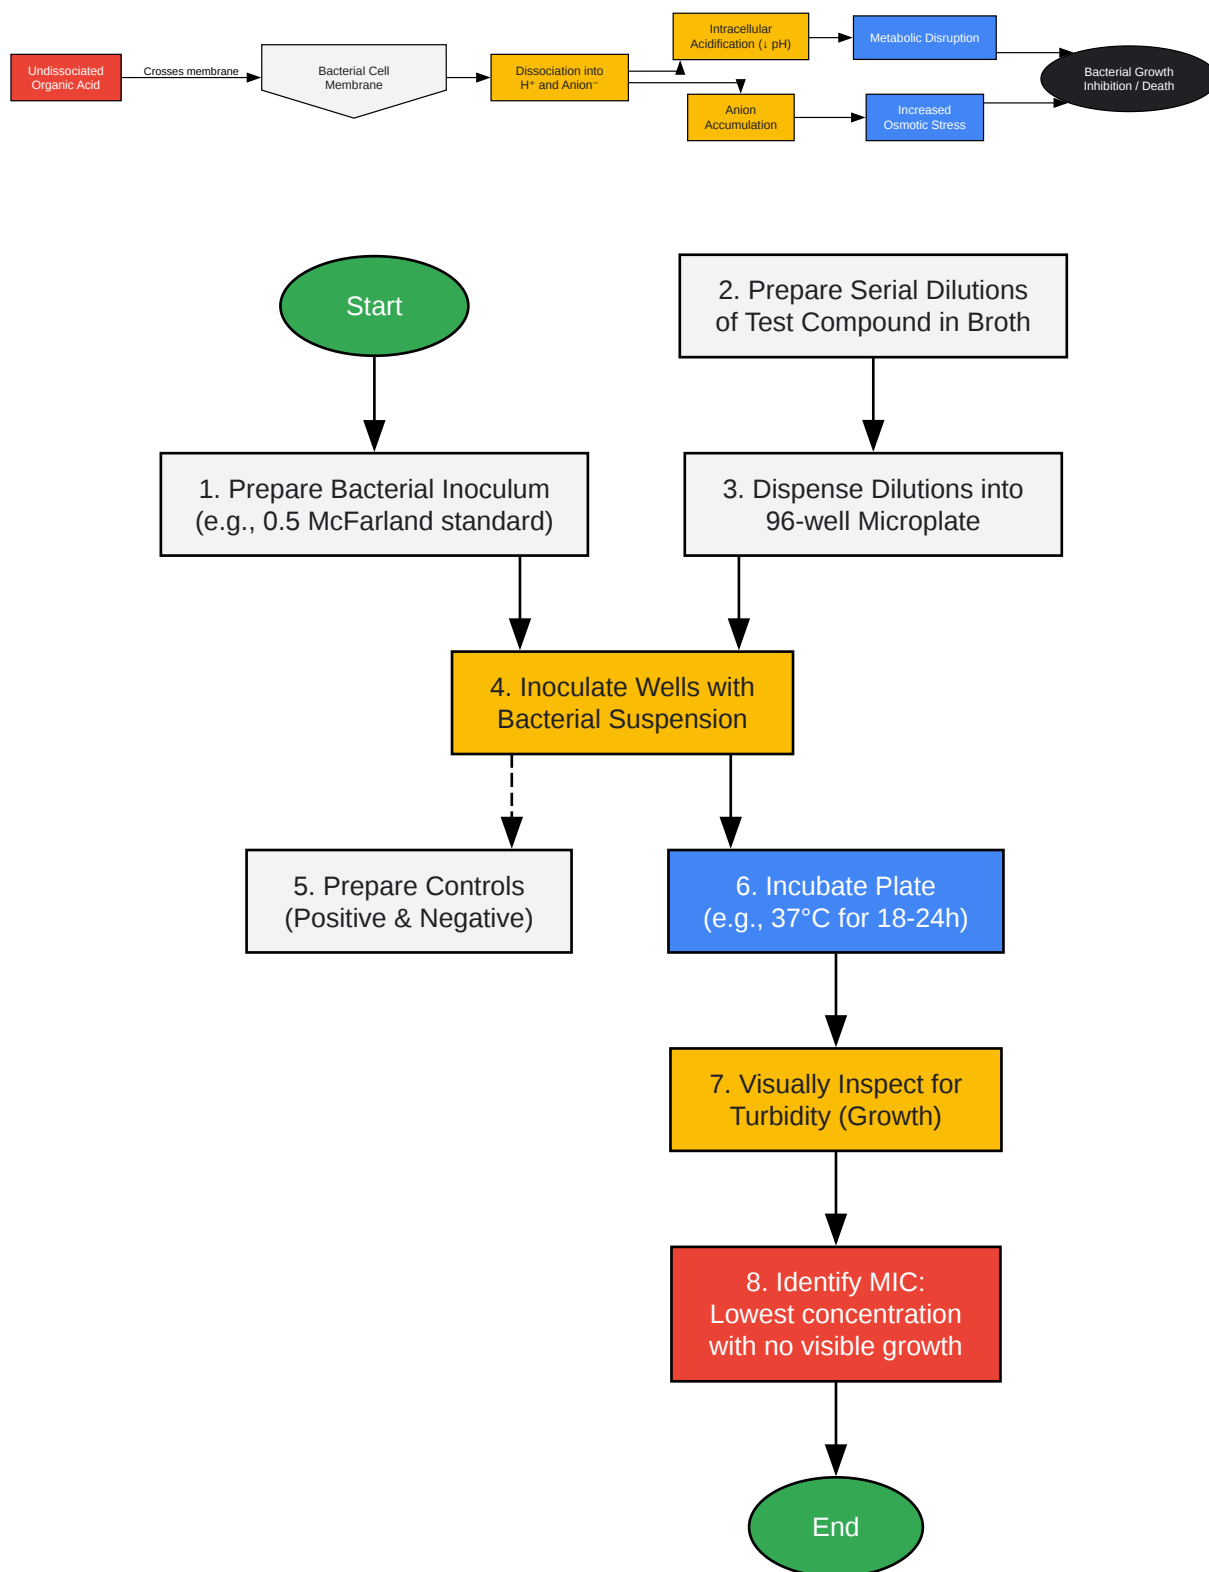 Undissociated
Organic Acid
Crosses membrane
Bacterial Cell
Membrane
Dissociation into
H⁺ and Anion⁻
Intracellular
Acidification (↓ pH)
Metabolic Disruption
Anion
Accumulation
Increased
Osmotic Stress
Bacterial Growth
Inhibition / Death
Start
2. Prepare Serial Dilutions
of Test Compound in Broth
1. Prepare Bacterial Inoculum
(e.g., 0.5 McFarland standard)
3. Dispense Dilutions into
96-well Microplate
4. Inoculate Wells with
Bacterial Suspension
5. Prepare Controls
(Positive & Negative)
6. Incubate Plate
(e.g., 37°C for 18-24h)
7. Visually Inspect for
Turbidity (Growth)
8. Identify MIC:
Lowest concentration
with no visible growth
End